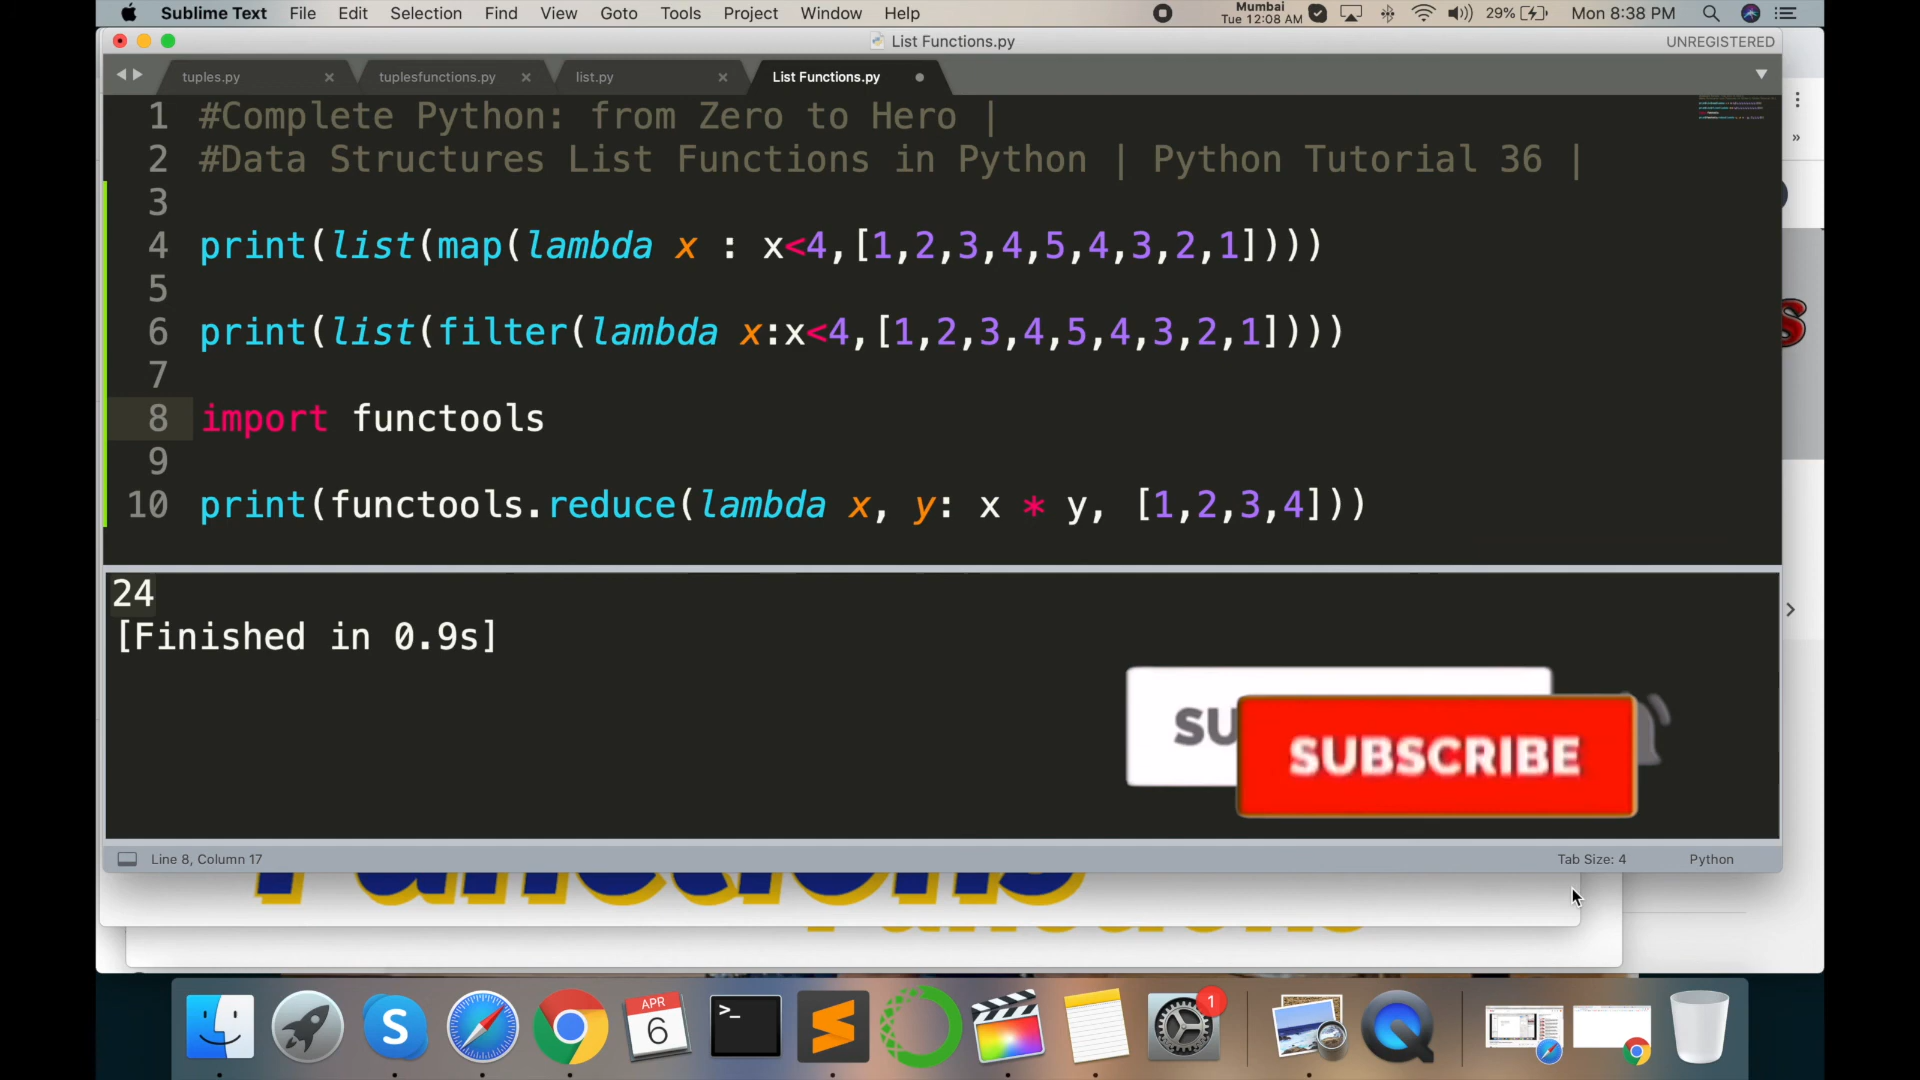 Sublime Text File Edit Selection Find View Goto Tools Project Window Help Mumbai Tue 12:08 AM 29% Mon 8:38 PM
List Functions.py UNREGISTERED
tuples.py tuplesfunctions.py list.py List Functions.py
1 #Complete Python: from Zero to Hero |
2 #Data Structures List Functions in Python | Python Tutorial 36 |
3
4 print(list(map(lambda x : x<4,[1,2,3,4,5,4,3,2,1])))
5
6 print(list(filter(lambda x:x<4,[1,2,3,4,5,4,3,2,1])))
7
8 import functools
9
10 print(functools.reduce(lambda x, y: x * y, [1,2,3,4]))
24
[Finished in 0.9s]
SU
SUBSCRIBE
Line 8, Column 17 Tab Size: 4 Python
Functions
Functions
APR
6
>_
S
1